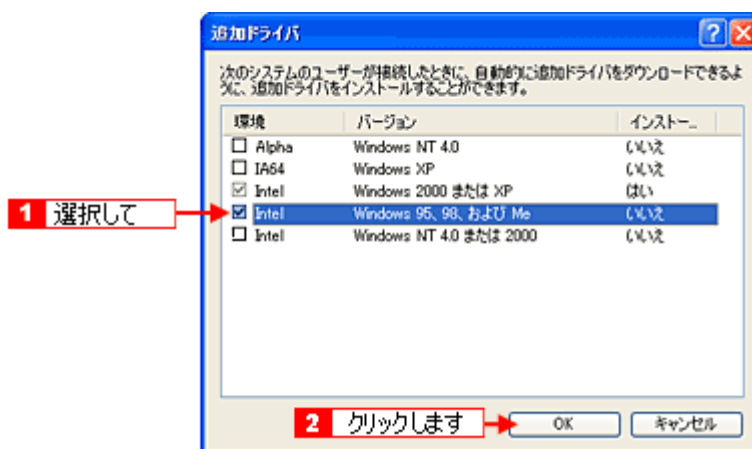 追加ドライバ
次のシステムのユーザーが接続したときに、自動的に追加ドライバをダウンロードできるよ
うに、追加ドライバをインストールすることができます。
環境 バージョン インストー...
Alpha Windows NT 4.0 いいえ
IA64 Windows XP いいえ
Intel Windows 2000 または XP はい
1 選択して
Intel Windows 95、98、および Me いいえ
Intel Windows NT 4.0 または 2000 いいえ
2 クリックします
OK キャンセル